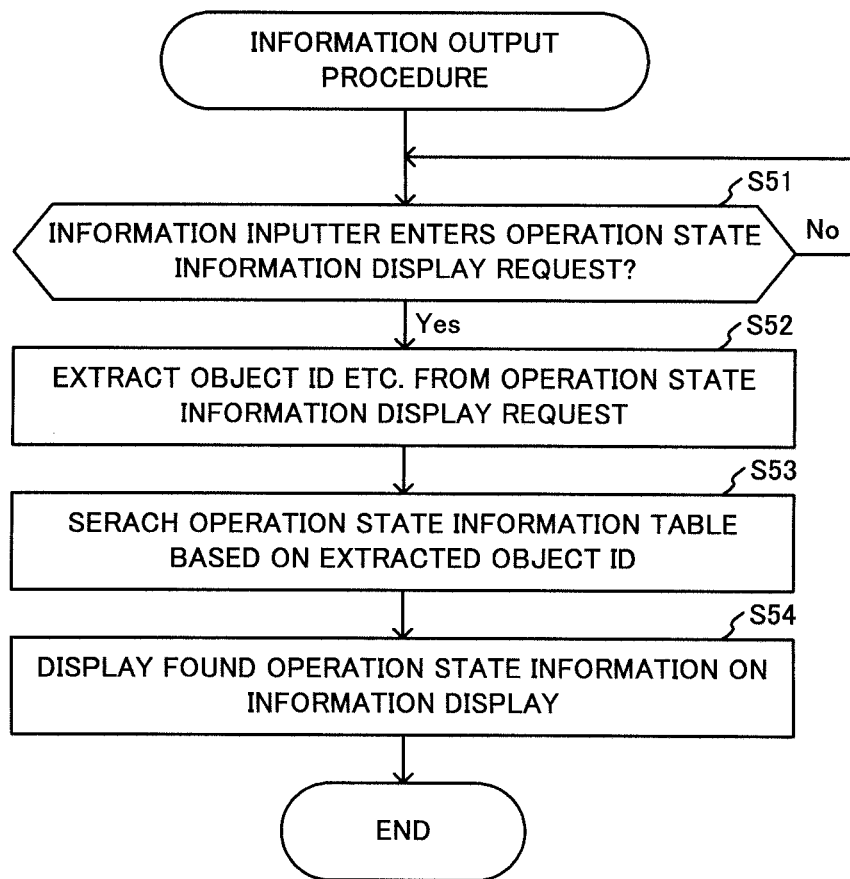 INFORMATION OUTPUT
PROCEDURE
S51
INFORMATION INPUTTER ENTERS OPERATION STATE
INFORMATION DISPLAY REQUEST?
No
Yes
S52
EXTRACT OBJECT ID ETC. FROM OPERATION STATE
INFORMATION DISPLAY REQUEST
S53
SERACH OPERATION STATE INFORMATION TABLE
BASED ON EXTRACTED OBJECT ID
S54
DISPLAY FOUND OPERATION STATE INFORMATION ON
INFORMATION DISPLAY
END